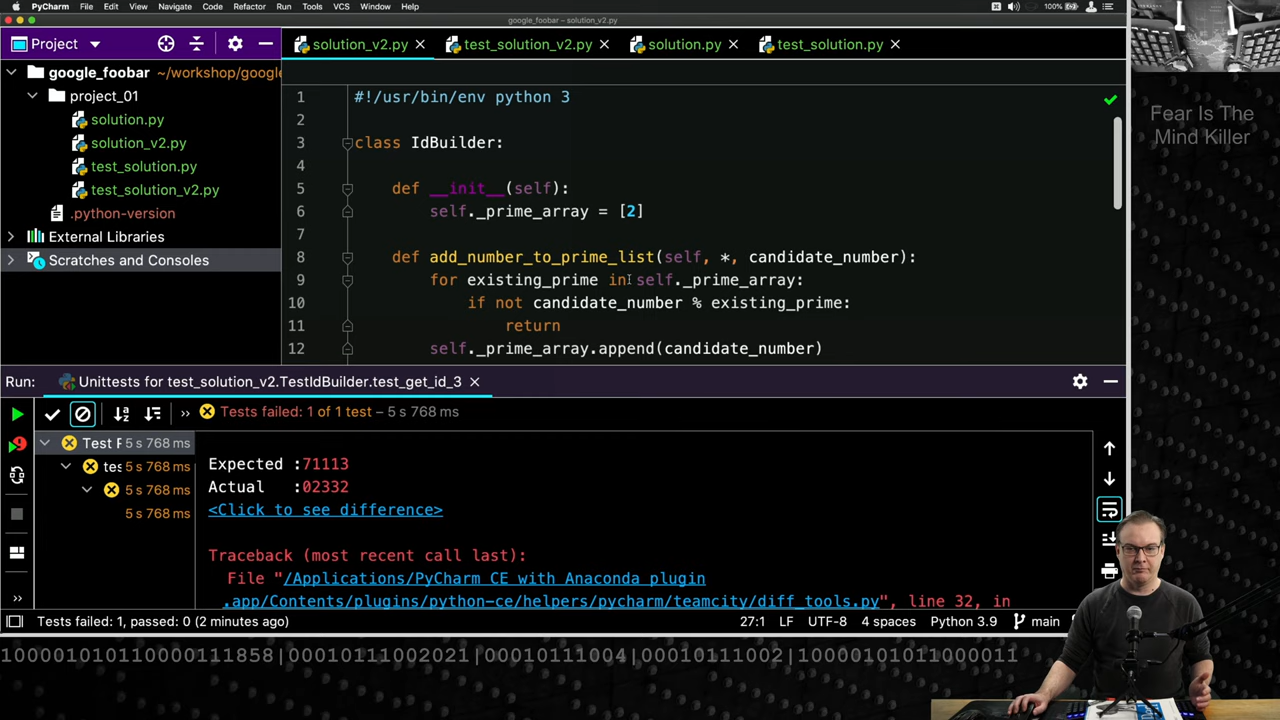 PyCharm File Edit View Navigate Code Refactor Run Tools VCS Window Help 100%
google_foobar – solution_v2.py
Project
solution_v2.py test_solution_v2.py solution.py test_solution.py
google_foobar ~/workshop/google
project_01
solution.py
solution_v2.py
test_solution.py
test_solution_v2.py
.python-version
External Libraries
Scratches and Consoles
1 #!/usr/bin/env python 3
2
3 class IdBuilder:
4
5 def __init__(self):
6 self._prime_array = [2]
7
8 def add_number_to_prime_list(self, *, candidate_number):
9 for existing_prime in self._prime_array:
10 if not candidate_number % existing_prime:
11 return
12 self._prime_array.append(candidate_number)
Fear Is The
Mind Killer
Run: Unittests for test_solution_v2.TestIdBuilder.test_get_id_3
Tests failed: 1 of 1 test – 5 s 768 ms
Test F 5 s 768 ms
tes 5 s 768 ms
5 s 768 ms
5 s 768 ms
Expected :71113
Actual :02332
<Click to see difference>
Traceback (most recent call last):
File "/Applications/PyCharm CE with Anaconda plugin
.app/Contents/plugins/python-ce/helpers/pycharm/teamcity/diff_tools.py", line 32, in
Tests failed: 1, passed: 0 (2 minutes ago) 27:1 LF UTF-8 4 spaces Python 3.9 main
100001010110000111858|00010111002021|00010111004|00010111002|10000101011000011